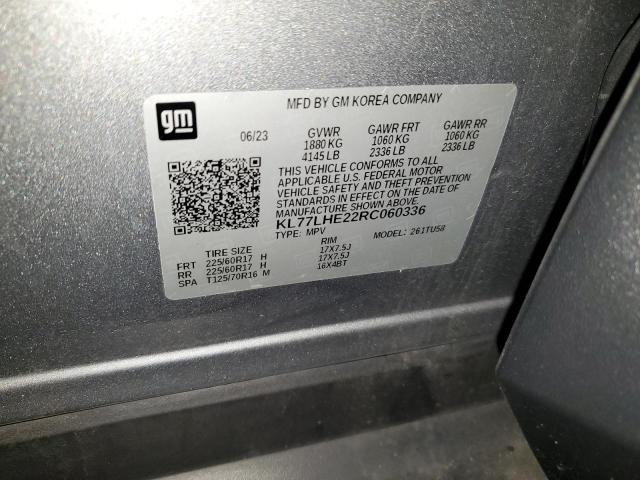 gm
MFD BY GM KOREA COMPANY
06/23 GVWR GAWR FRT GAWR RR
1880 KG 1060 KG 1060 KG
4145 LB 2336 LB 2336 LB
THIS VEHICLE CONFORMS TO ALL
APPLICABLE U.S. FEDERAL MOTOR
VEHICLE SAFETY AND THEFT PREVENTION
STANDARDS IN EFFECT ON THE DATE OF
MANUFACTURE SHOWN ABOVE.
KL77LHE22RC060336
TYPE: MPV MODEL: 261TU58
TIRE SIZE RIM
FRT 225/60R17 H 17X7.5J
RR 225/60R17 H 17X7.5J
SPA T125/70R16 M 16X4BT